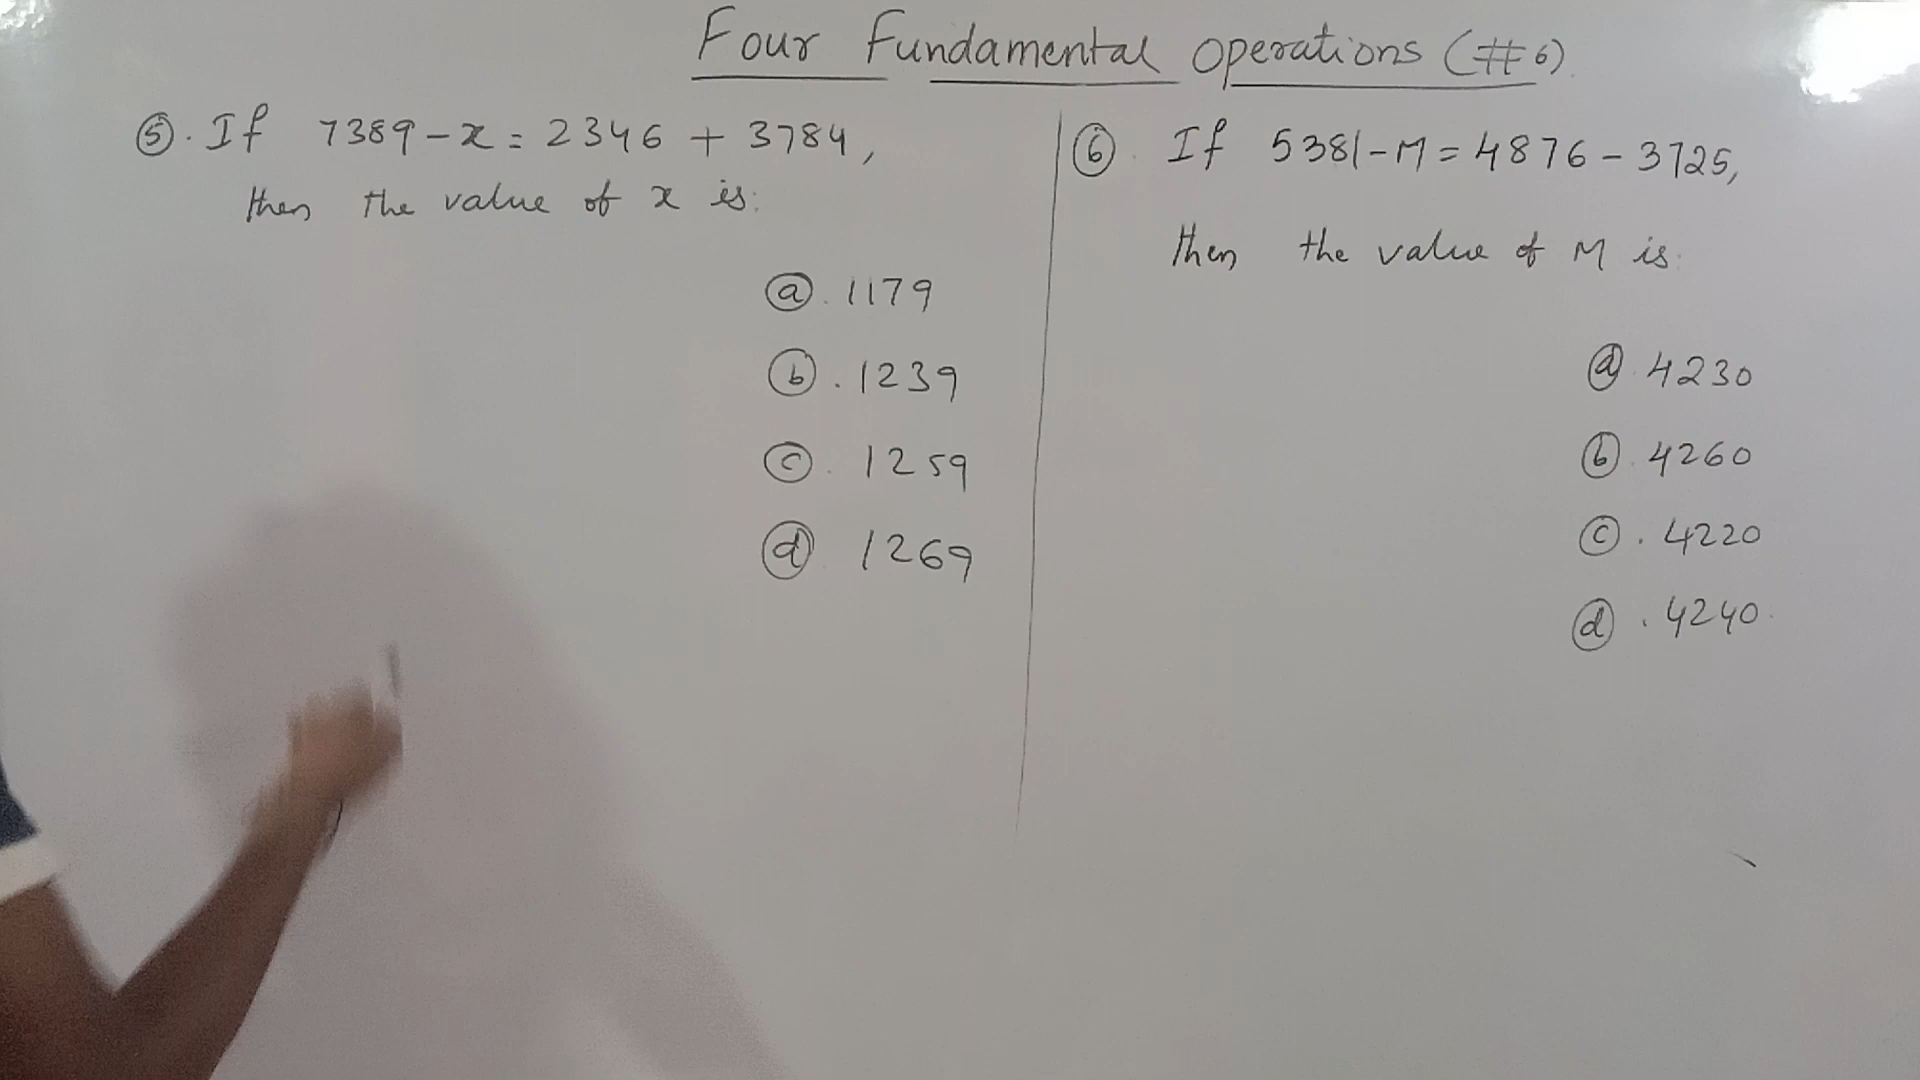 Four Fundamental Operations (#6)
⑤. If 7389 - x = 2346 + 3784,
then the value of x is:
ⓐ. 1179
ⓑ. 1239
ⓒ. 1259
ⓓ 1269
⑥. If 5381 - M = 4876 - 3725,
then the value of M is:
ⓐ. 4230
ⓑ. 4260
ⓒ. 4220
ⓓ. 4240.